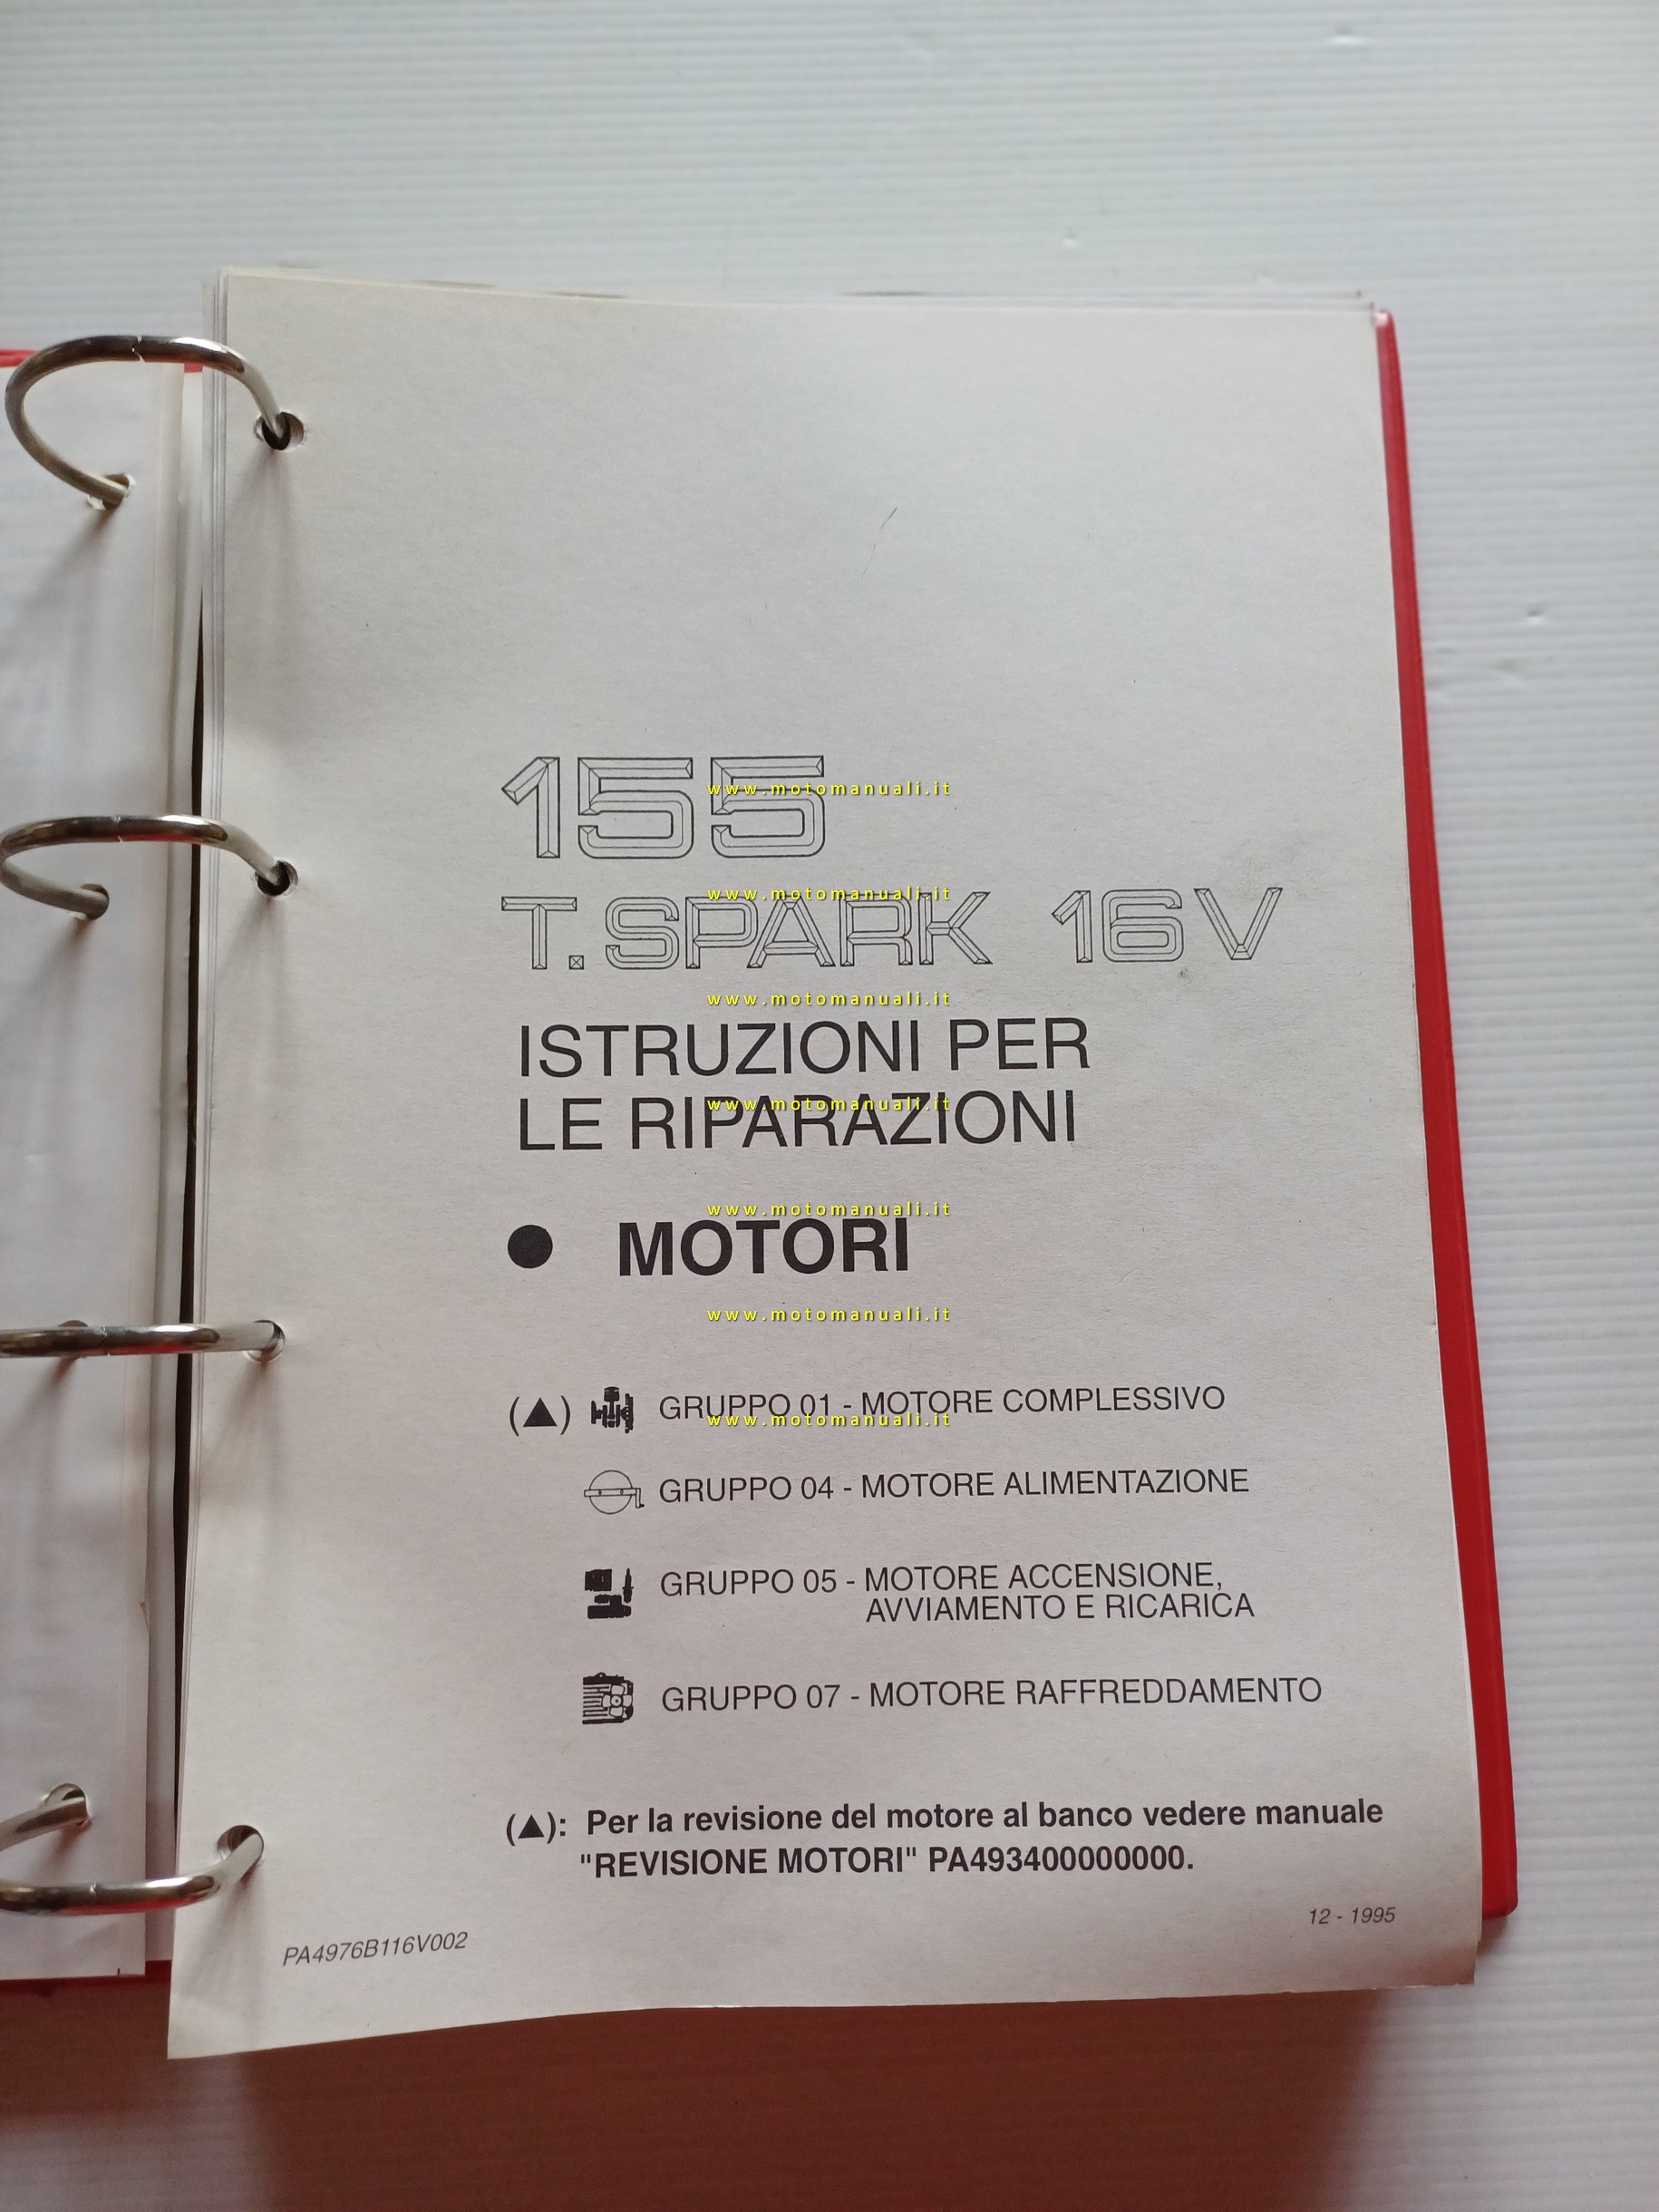 155
www.motomanuali.it
T.SPARK 16V
www.motomanuali.it
www.motomanuali.it
ISTRUZIONI PER
LE RIPARAZIONI
www.motomanuali.it
www.motomanuali.it
● MOTORI
www.motomanuali.it
(▲) GRUPPO 01 - MOTORE COMPLESSIVO
www.motomanuali.it
GRUPPO 04 - MOTORE ALIMENTAZIONE
GRUPPO 05 - MOTORE ACCENSIONE,
AVVIAMENTO E RICARICA
GRUPPO 07 - MOTORE RAFFREDDAMENTO
(▲): Per la revisione del motore al banco vedere manuale
"REVISIONE MOTORI" PA493400000000.
12 - 1995
PA4976B116V002